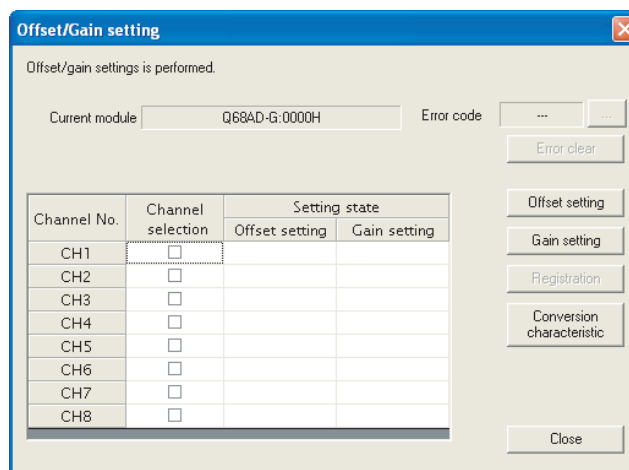 Offset/Gain setting
Offset/gain settings is performed.
Current module Q68AD-G:0000H Error code --- ...
Error clear
Channel No. Channel selection Setting state
Offset setting Gain setting
CH1
CH2
CH3
CH4
CH5
CH6
CH7
CH8
Offset setting
Gain setting
Registration
Conversion
characteristic
Close